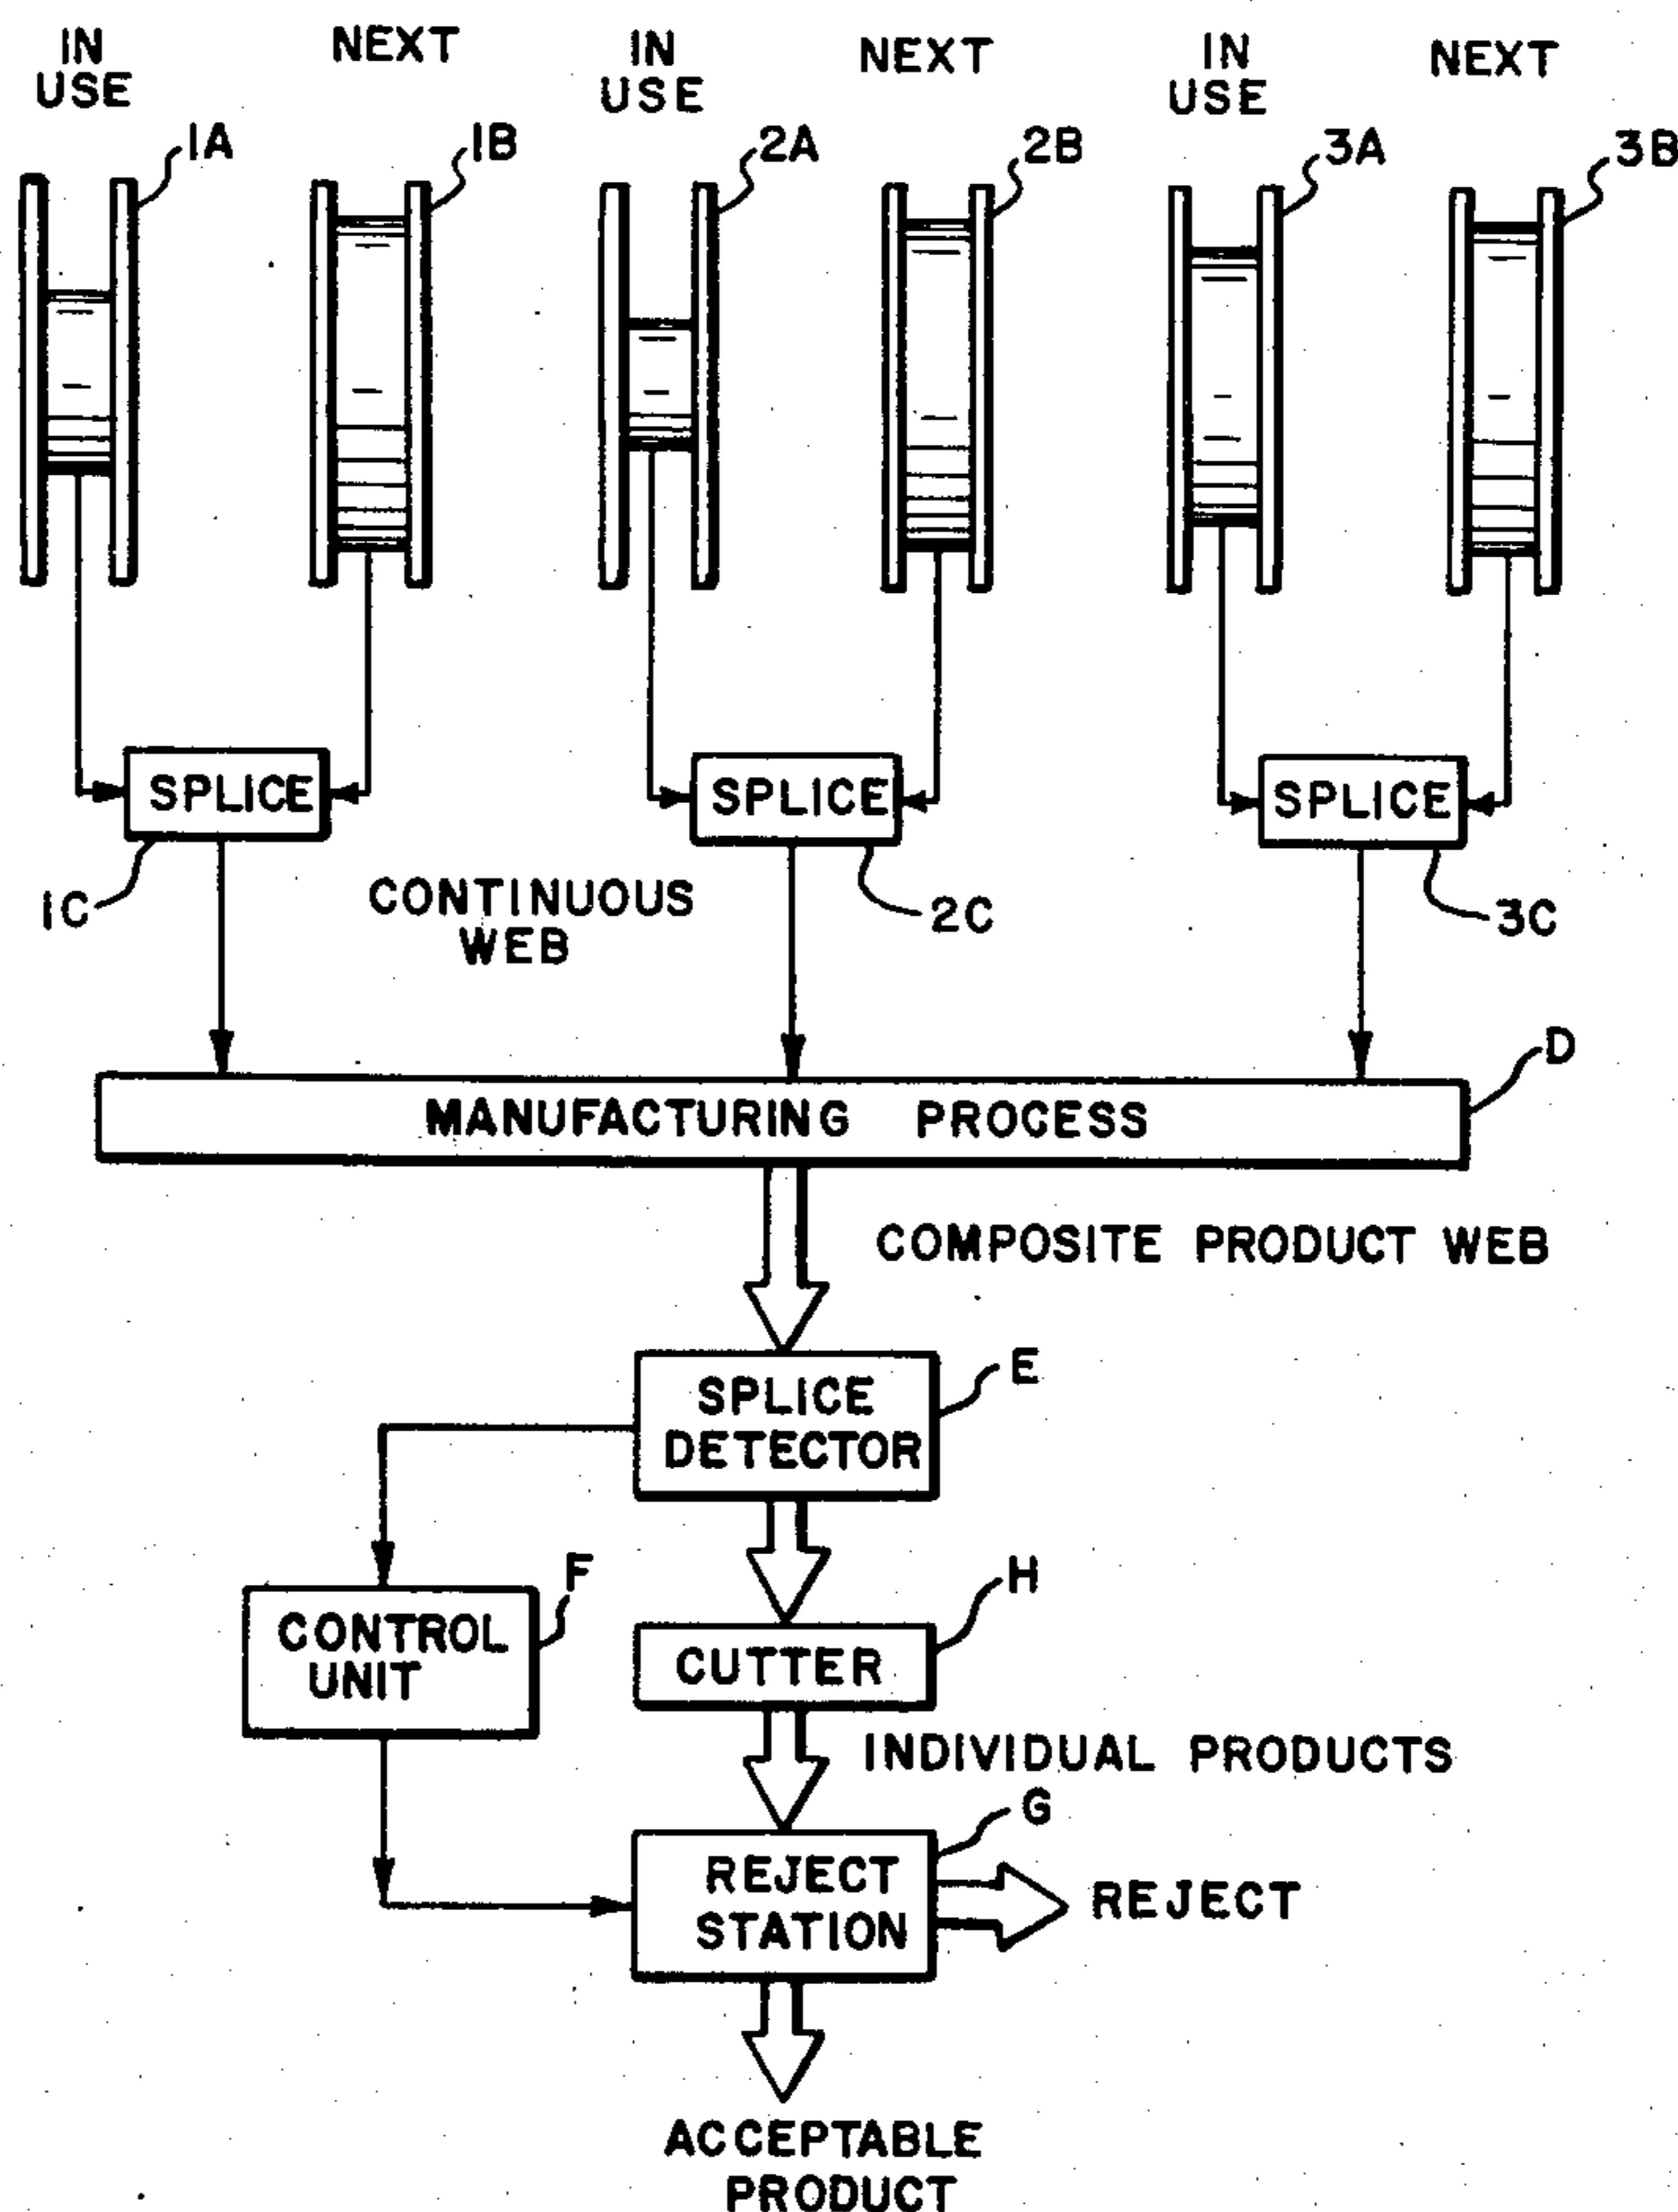 IN
USE
NEXT
IN
USE
NEXT
IN
USE
NEXT
1A
1B
2A
2B
3A
3B
SPLICE
SPLICE
SPLICE
1C
CONTINUOUS
WEB
2C
3C
D
MANUFACTURING PROCESS
COMPOSITE PRODUCT WEB
E
SPLICE
DETECTOR
F
H
CONTROL
UNIT
CUTTER
INDIVIDUAL PRODUCTS
G
REJECT
STATION
REJECT
ACCEPTABLE
PRODUCT